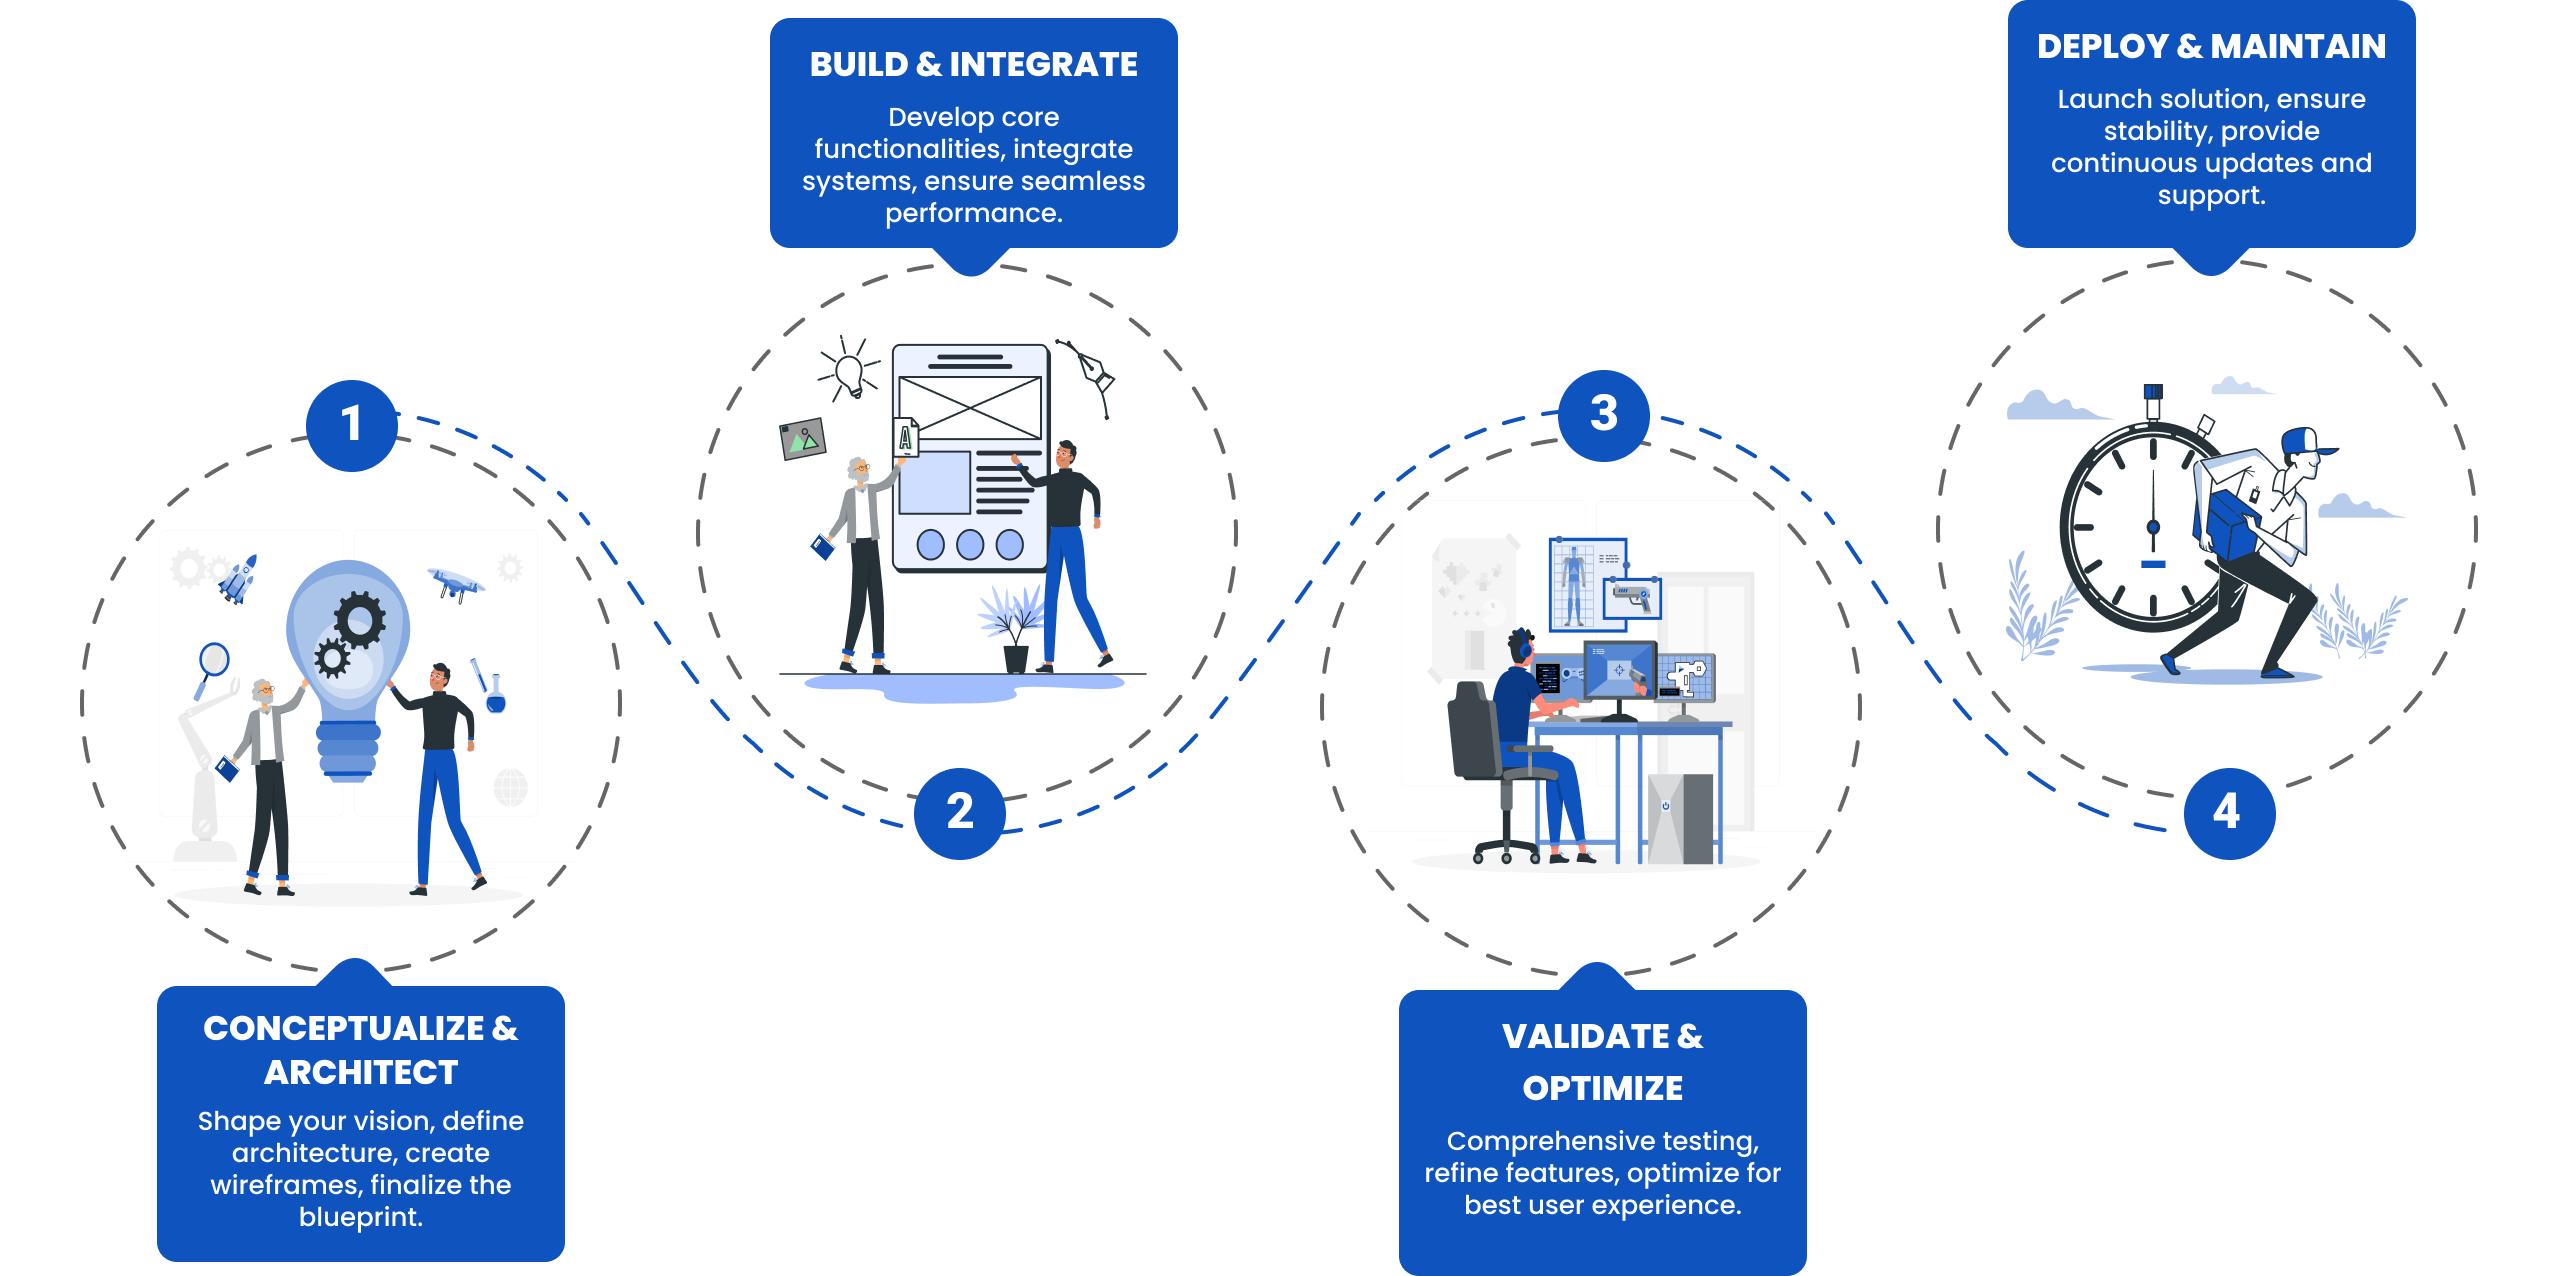 1
CONCEPTUALIZE &
ARCHITECT
Shape your vision, define
architecture, create
wireframes, finalize the
blueprint.
BUILD & INTEGRATE
Develop core
functionalities, integrate
systems, ensure seamless
performance.
A
2
3
VALIDATE &
OPTIMIZE
Comprehensive testing,
refine features, optimize for
best user experience.
DEPLOY & MAINTAIN
Launch solution, ensure
stability, provide
continuous updates and
support.
4